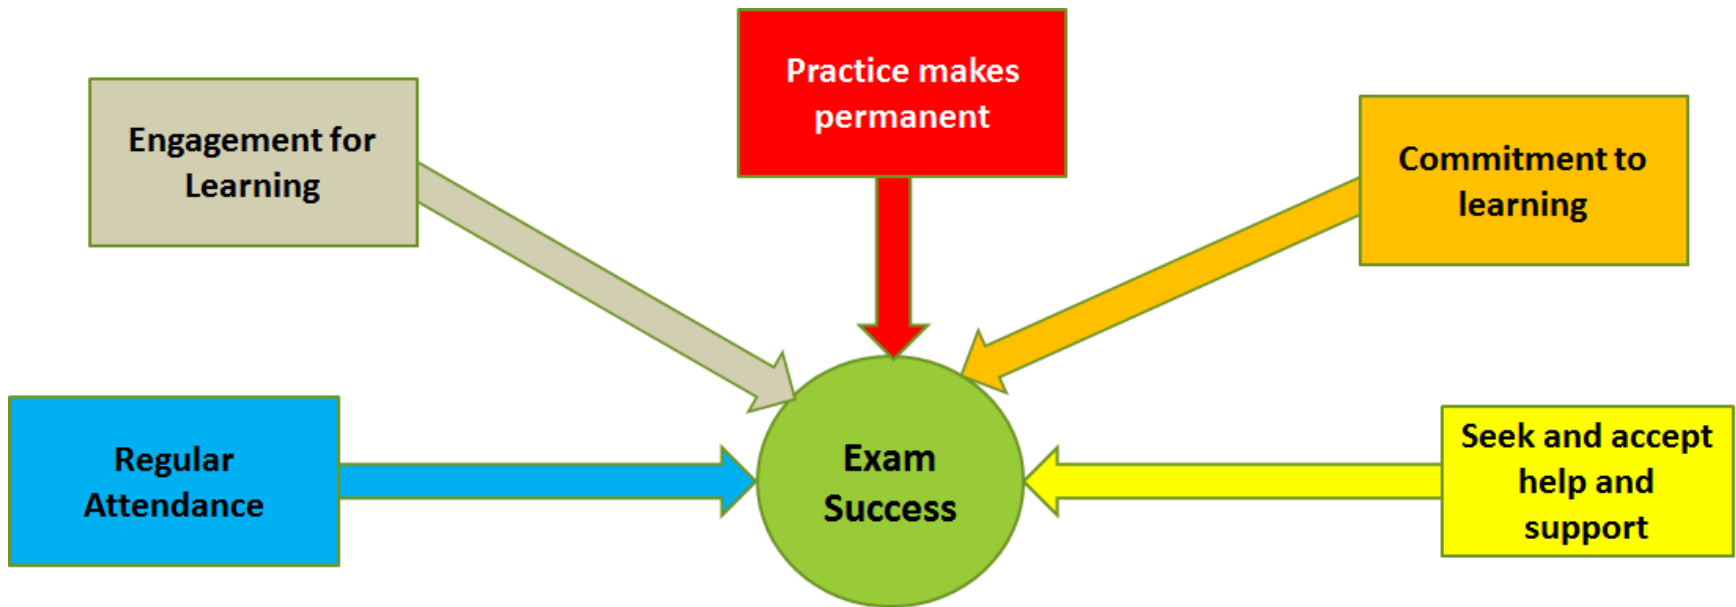 Practice makes
permanent
Engagement for
Learning
Commitment to
learning
Regular
Attendance
Exam
Success
Seek and accept
help and
support